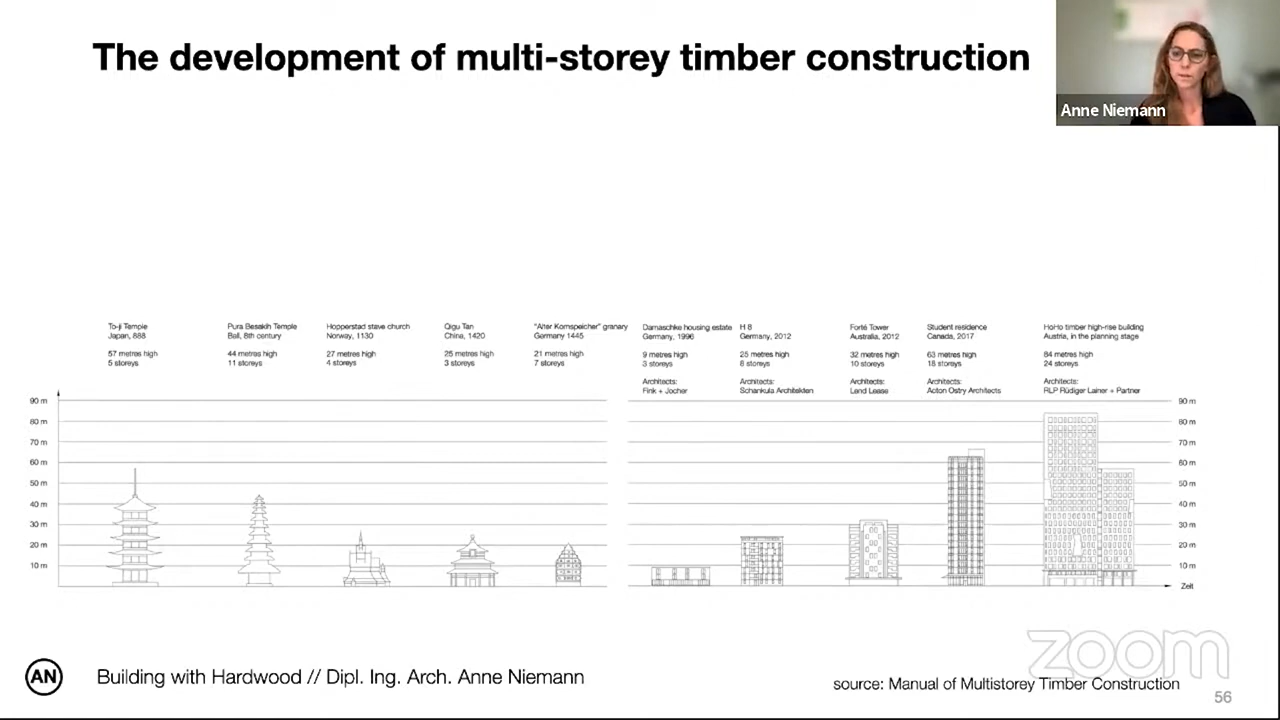 The development of multi-storey timber construction
Anne Niemann
To-ji Temple
Japan, 888
57 metres high
5 storeys
Pura Besakih Temple
Bali, 8th century
44 metres high
11 storeys
Hopperstad stave church
Norway, 1130
27 metres high
4 storeys
Qigu Tan
China, 1420
25 metres high
3 storeys
"Alter Kornspeicher" granary
Germany 1445
21 metres high
7 storeys
Damaschke housing estate
Germany, 1996
9 metres high
3 storeys
Architects:
Fink + Jocher
H 8
Germany, 2012
25 metres high
8 storeys
Architects:
Schankula Architekten
Forté Tower
Australia, 2012
32 metres high
10 storeys
Architects:
Lend Lease
Student residence
Canada, 2017
63 metres high
18 storeys
Architects:
Acton Ostry Architects
HoHo timber high-rise building
Austria, in the planning stage
84 metres high
24 storeys
Architects:
RLP Rüdiger Lainer + Partner
90 m
80 m
70 m
60 m
50 m
40 m
30 m
20 m
10 m
90 m
80 m
70 m
60 m
50 m
40 m
30 m
20 m
10 m
Zeit
zoom
AN
Building with Hardwood // Dipl. Ing. Arch. Anne Niemann
source: Manual of Multistorey Timber Construction
56